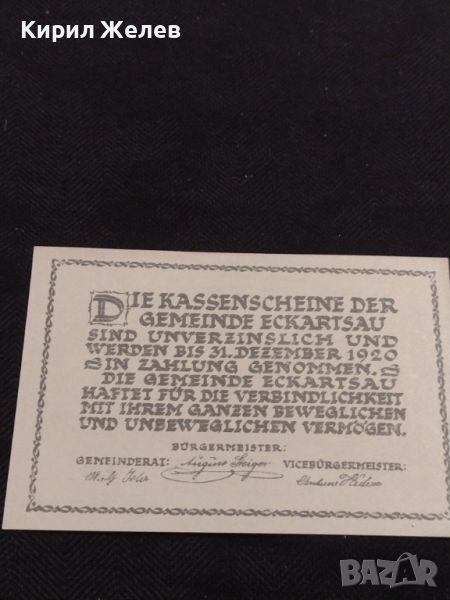 Кирил Желев
DIE KASSENSCHEINE DER
GEMEINDE ECKARTSAU
SIND UNVERZINSLICH UND
WERDEN BIS 31. DEZEMBER 1920
IN ZAHLUNG GENOMMEN.
DIE GEMEINDE ECKARTSAU
HAFTET FÜR DIE VERBINDLICHKEIT
MIT IHREM GANZEN BEWEGLICHEN
UND UNBEWEGLICHEN VERMÖGEN.
BÜRGERMEISTER:
GEMEINDERAT: VICEBÜRGERMEISTER:
BAZAR